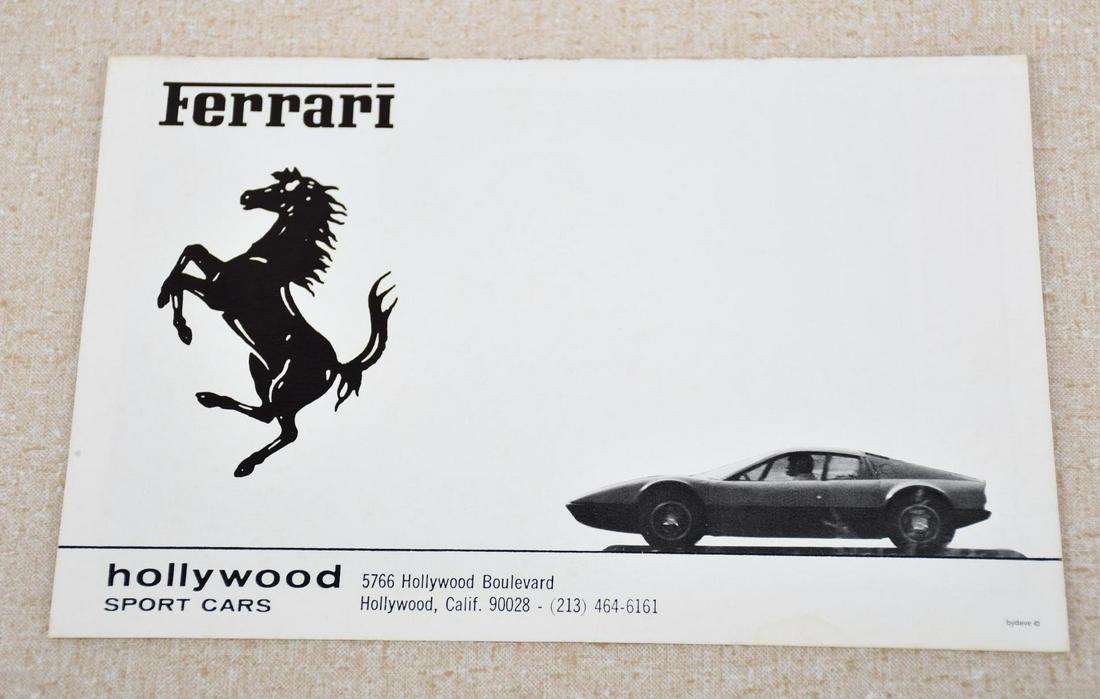 Ferrari
hollywood
SPORT CARS
5766 Hollywood Boulevard
Hollywood, Calif. 90028 - (213) 464-6161
bydave ©